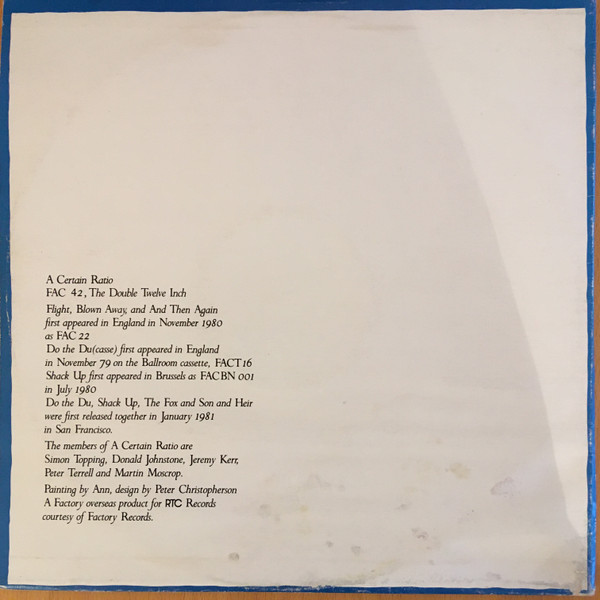 A Certain Ratio
FAC 42, The Double Twelve Inch
Flight, Blown Away, and And Then Again
first appeared in England in November 1980
as FAC 22
Do the Du(casse) first appeared in England
in November 79 on the Ballroom cassette, FACT 16
Shack Up first appeared in Brussels as FACBN 001
in July 1980
Do the Du, Shack Up, The Fox and Son and Heir
were first released together in January 1981
in San Francisco.
The members of A Certain Ratio are
Simon Topping, Donald Johnstone, Jeremy Kerr,
Peter Terrell and Martin Moscrop.
Painting by Ann, design by Peter Christopherson
A Factory overseas product for RTC Records
courtesy of Factory Records.